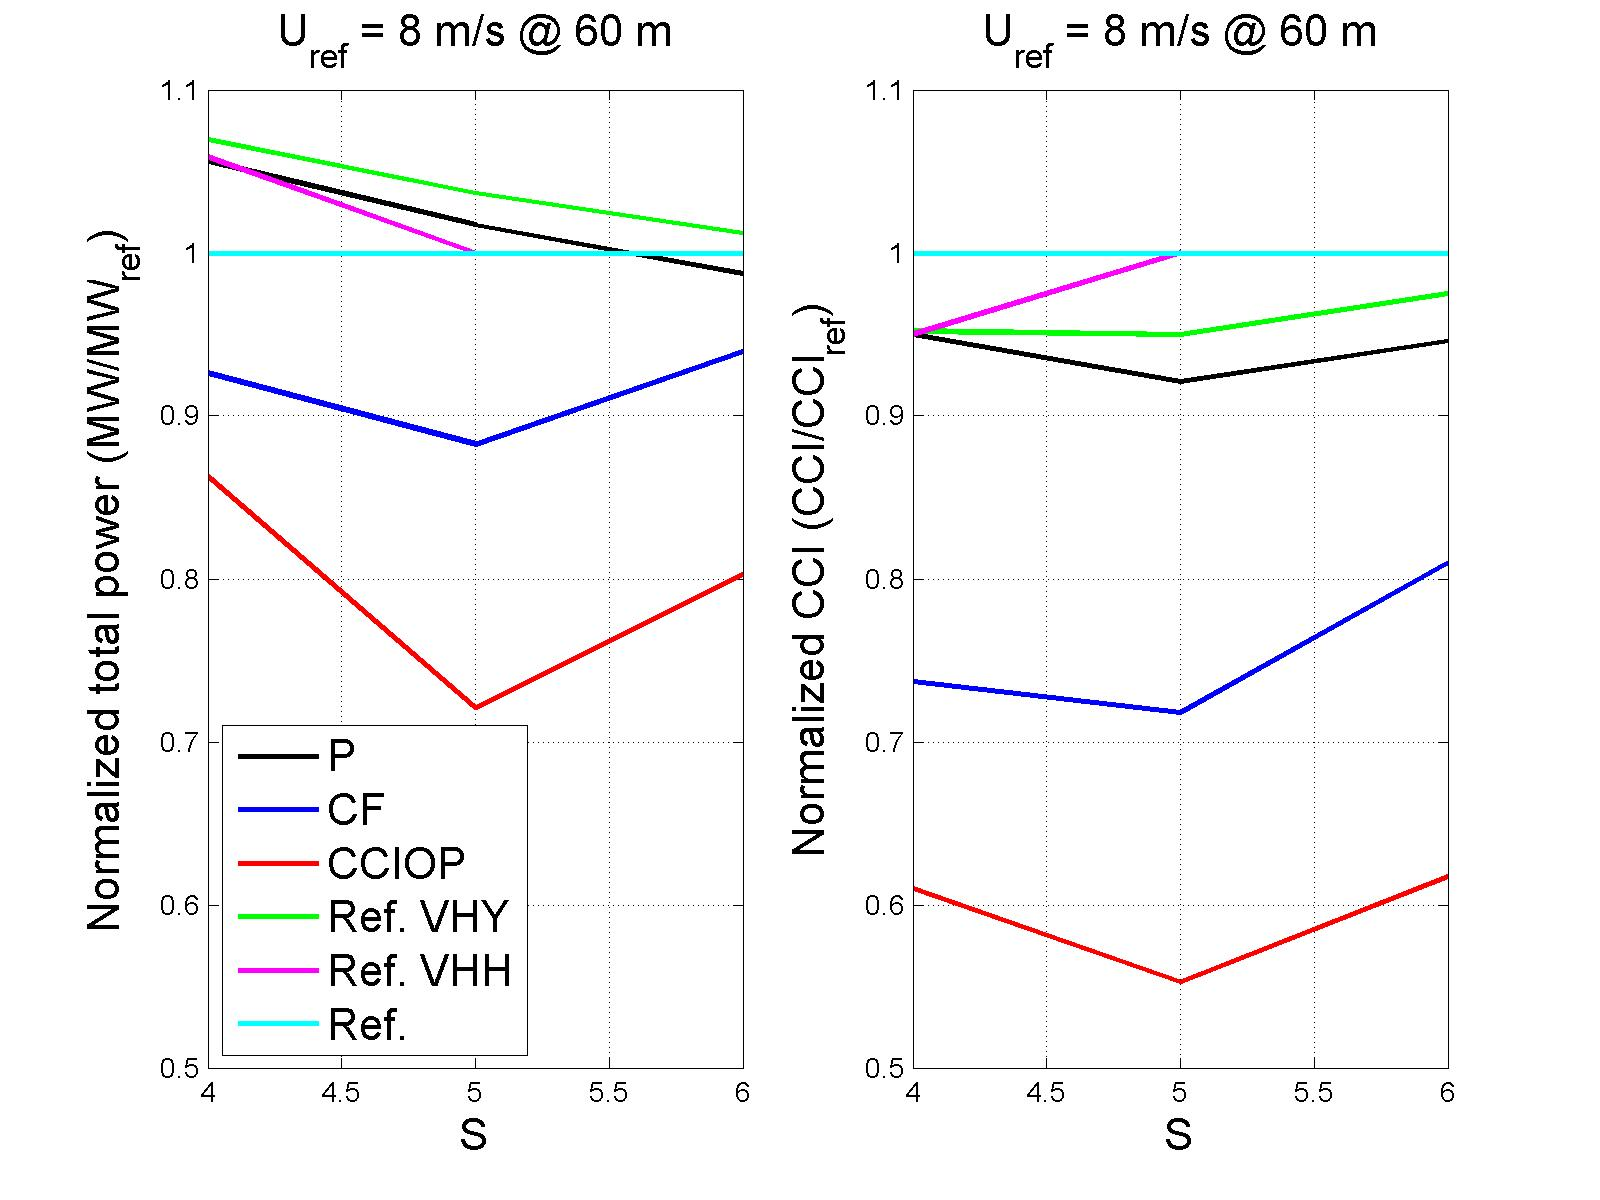 U_ref = 8 m/s @ 60 m
Normalized total power (MW/MW_ref)
1.1
1
0.9
0.8
0.7
0.6
0.5
P
CF
CCIOP
Ref. VHY
Ref. VHH
Ref.
4
4.5
5
5.5
6
S
U_ref = 8 m/s @ 60 m
Normalized CCI (CCI/CCI_ref)
1.1
1
0.9
0.8
0.7
0.6
0.5
4
4.5
5
5.5
6
S